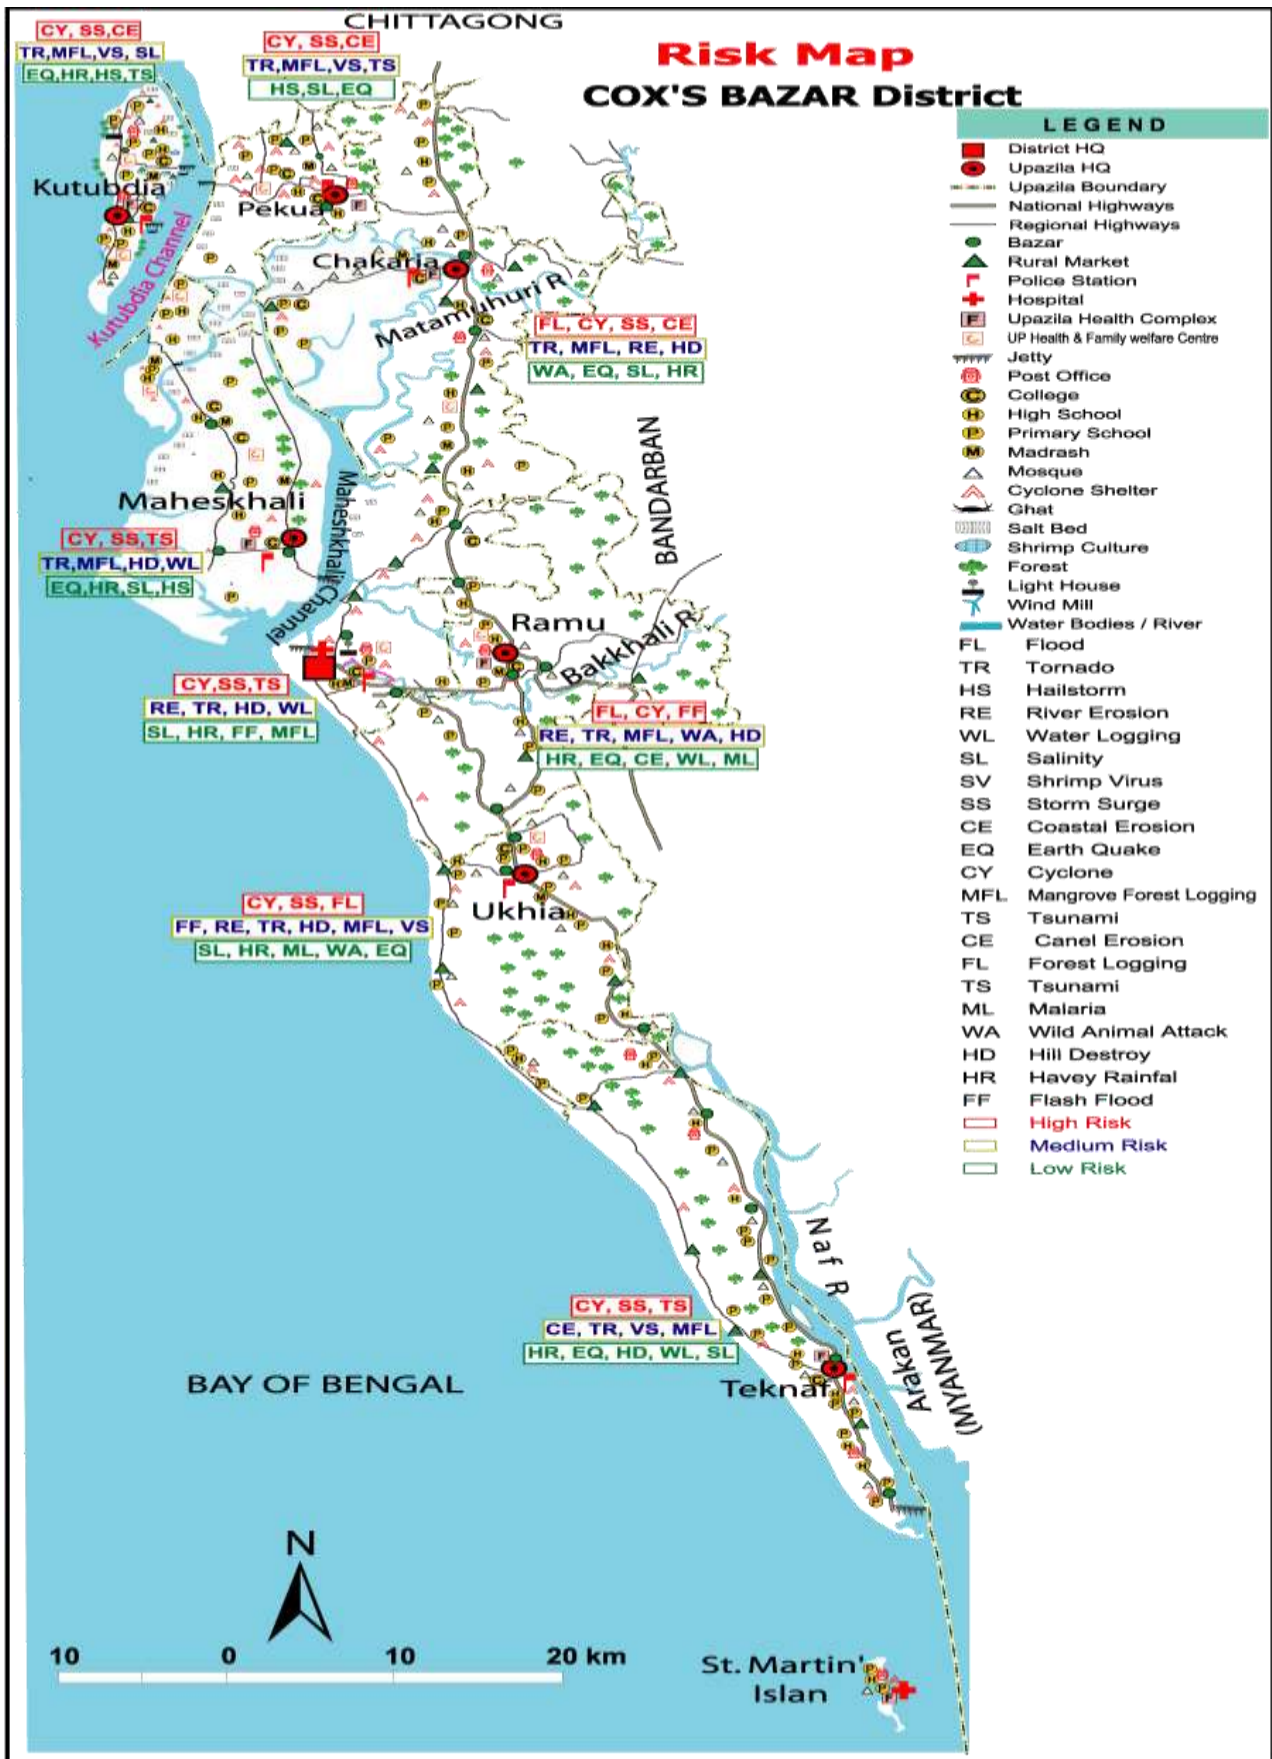 CHITTAGONG
Risk Map
COX'S BAZAR District
CY, SS,CE
TR,MFL,VS, SL
EQ,HR,HS,TS
CY, SS,CE
TR,MFL,VS,TS
HS,SL,EQ
Kutubdia
Kutubdia Channel
Pekua
Chakaria
Matamuhuri R
FL, CY, SS, CE
TR, MFL, RE, HD
WA, EQ, SL, HR
BANDARBAN
Maheskhali
Maheshkhali Channel
CY, SS,TS
TR,MFL,HD,WL
EQ,HR,SL,HS
Ramu
Bakkhali R
CY,SS,TS
RE, TR, HD, WL
SL, HR, FF, MFL
FL, CY, FF
RE, TR, MFL, WA, HD
HR, EQ, CE, WL, ML
Ukhia
CY, SS, FL
FF, RE, TR, HD, MFL, VS
SL, HR, ML, WA, EQ
Naf R
Arakan
(MYANMAR)
CY, SS, TS
CE, TR, VS, MFL
HR, EQ, HD, WL, SL
Teknaf
BAY OF BENGAL
N
10 0 10 20 km
St. Martin'
Islan
LEGEND
District HQ
Upazila HQ
Upazila Boundary
National Highways
Regional Highways
Bazar
Rural Market
Police Station
Hospital
F Upazila Health Complex
UP Health & Family welfare Centre
Jetty
Post Office
C College
H High School
P Primary School
M Madrash
Mosque
Cyclone Shelter
Ghat
Salt Bed
Shrimp Culture
Forest
Light House
Wind Mill
Water Bodies / River
FL Flood
TR Tornado
HS Hailstorm
RE River Erosion
WL Water Logging
SL Salinity
SV Shrimp Virus
SS Storm Surge
CE Coastal Erosion
EQ Earth Quake
CY Cyclone
MFL Mangrove Forest Logging
TS Tsunami
CE Canel Erosion
FL Forest Logging
TS Tsunami
ML Malaria
WA Wild Animal Attack
HD Hill Destroy
HR Havey Rainfal
FF Flash Flood
High Risk
Medium Risk
Low Risk